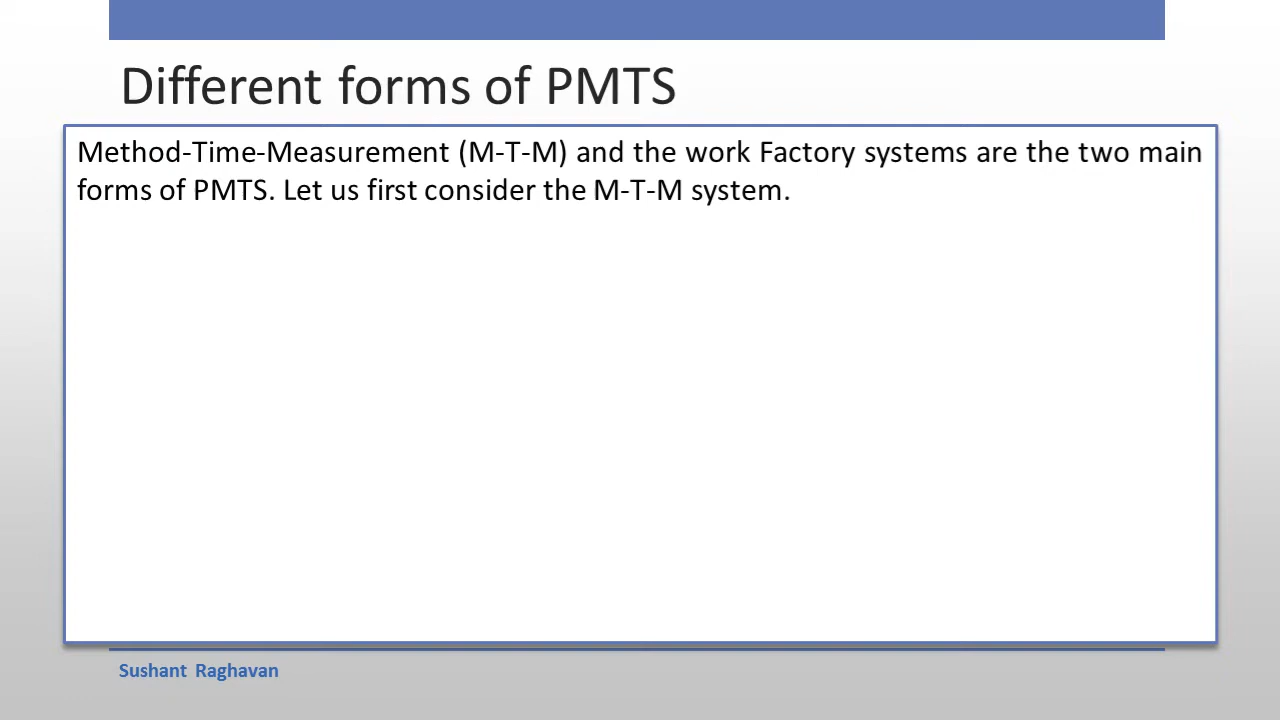 Different forms of PMTS
Method-Time-Measurement (M-T-M) and the work Factory systems are the two main
forms of PMTS. Let us first consider the M-T-M system.
Sushant Raghavan